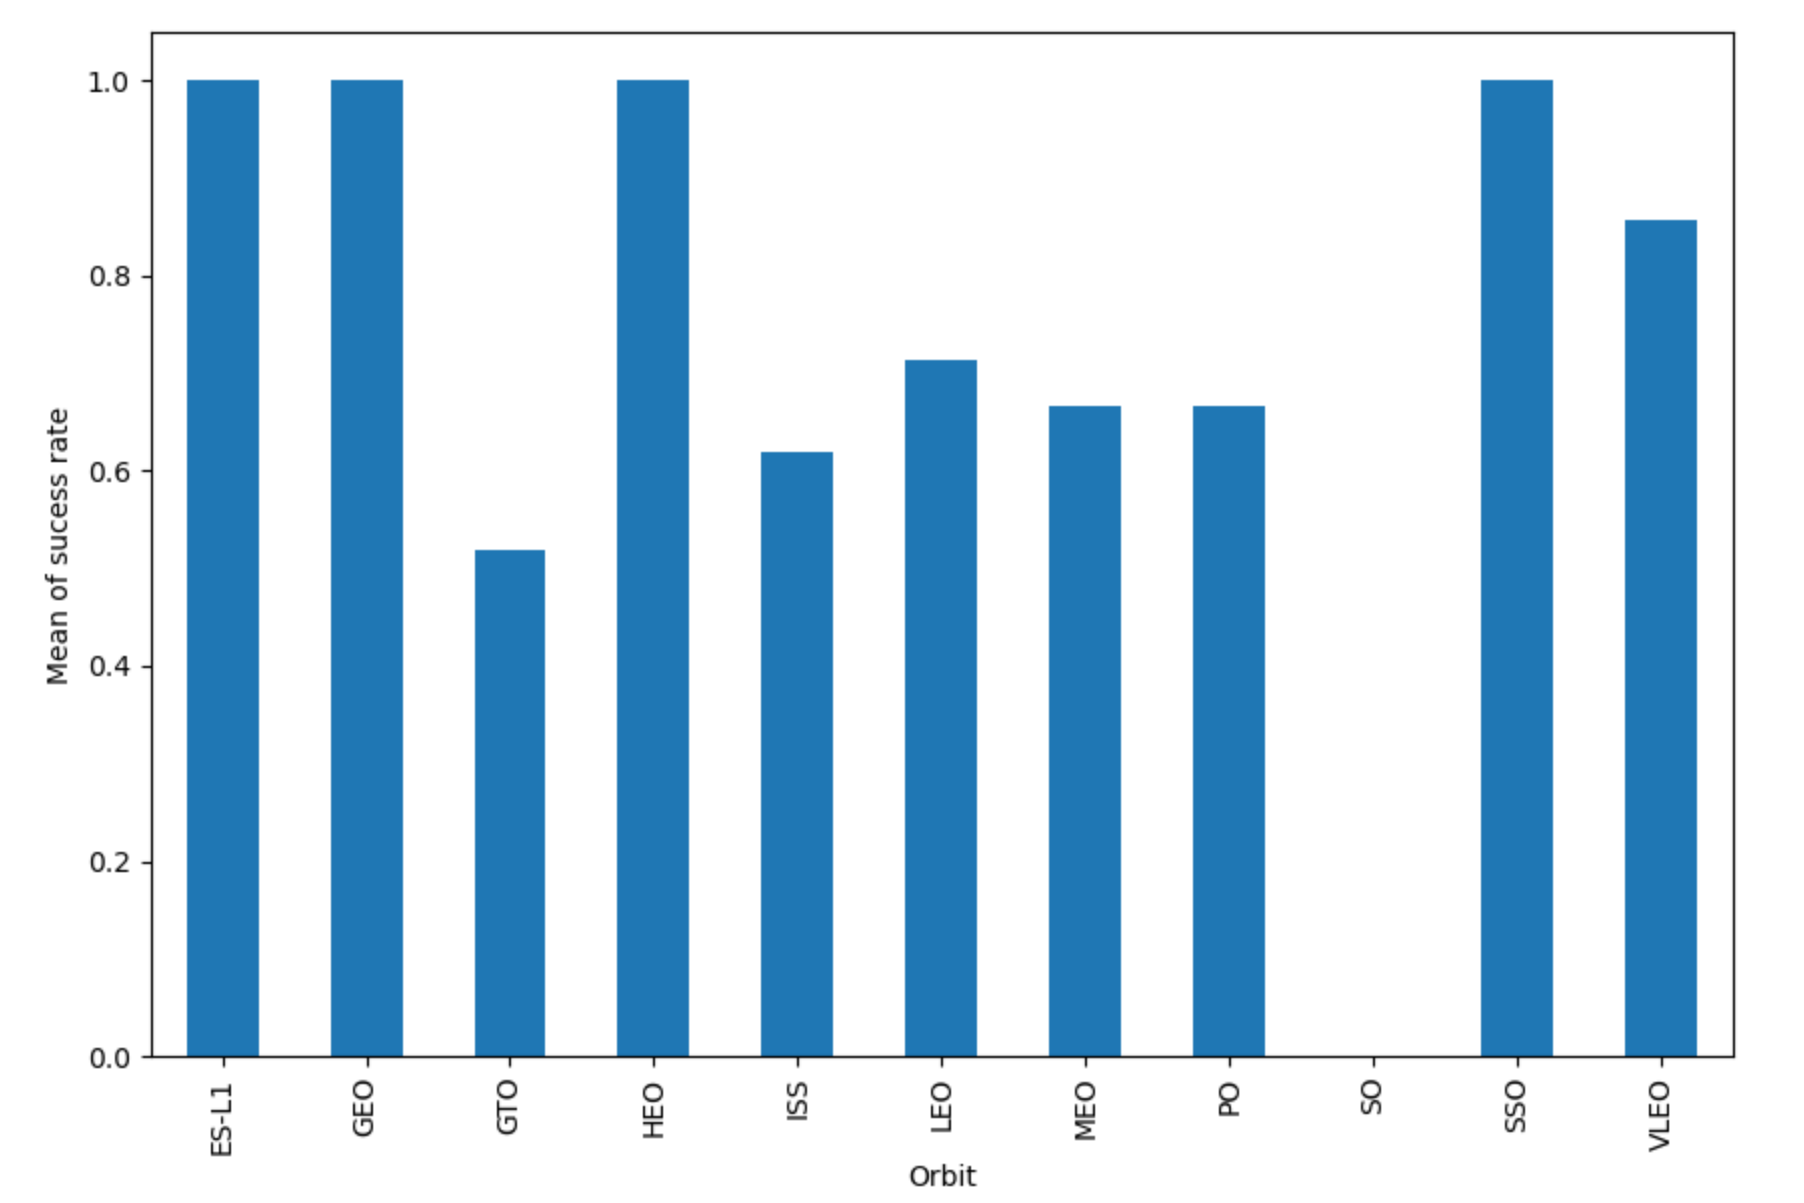 1.0
0.8
0.6
0.4
0.2
0.0
Mean of sucess rate
ES-L1
GEO
GTO
HEO
ISS
LEO
MEO
PO
SO
SSO
VLEO
Orbit